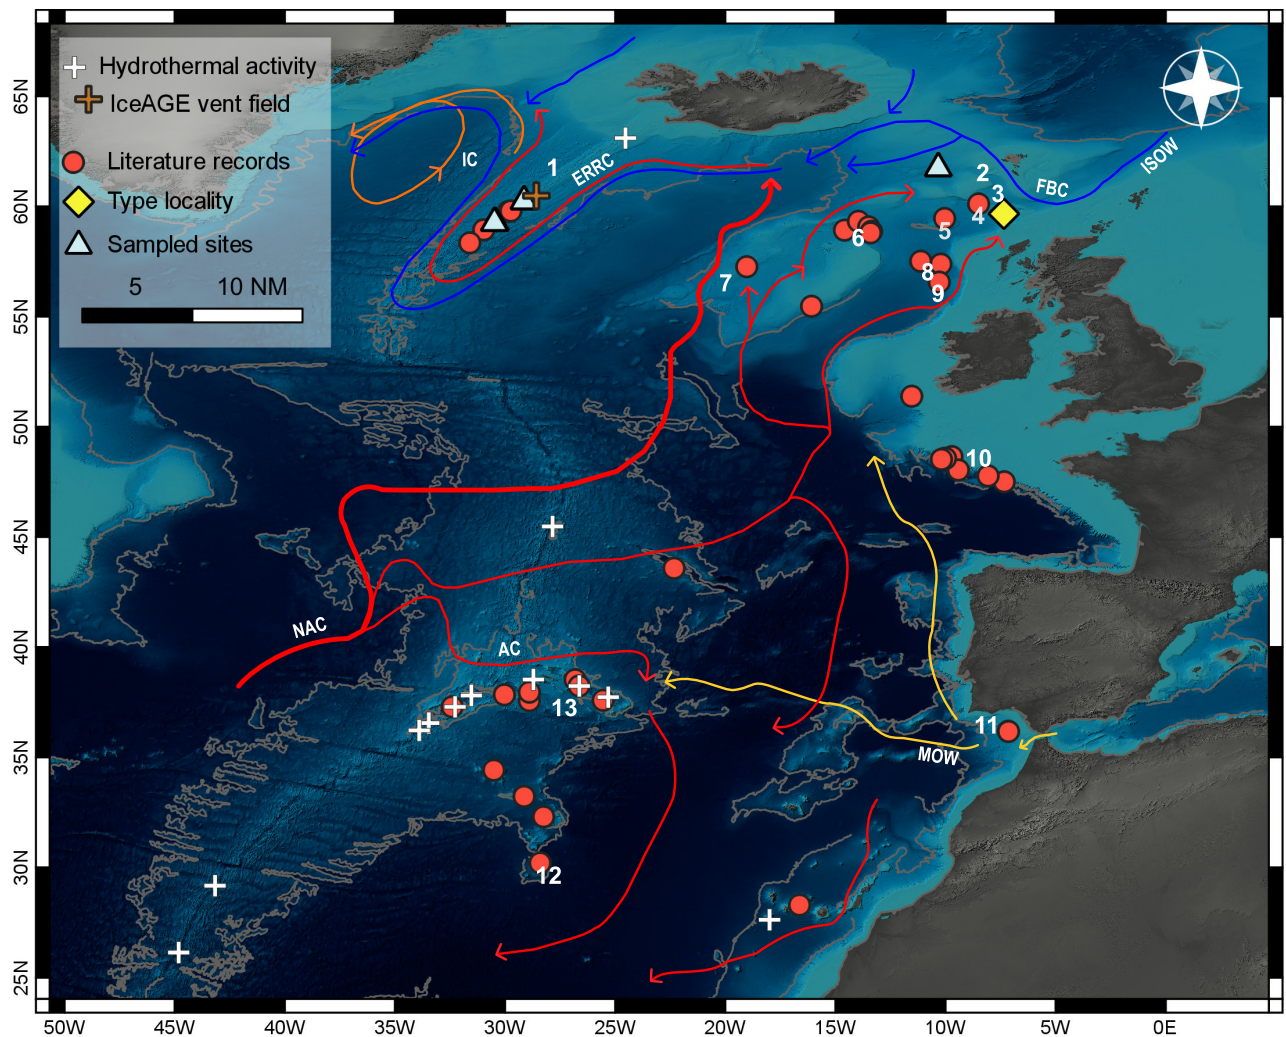 Hydrothermal activity
IceAGE vent field
Literature records
Type locality
Sampled sites
5 10 NM
65N
60N
55N
50N
45N
40N
35N
30N
25N
50W 45W 40W 35W 30W 25W 20W 15W 10W 5W 0E
IC
1
ERRC
2
3
4
5
6
7
8
9
FBC
ISOW
10
NAC
AC
13
11
MOW
12